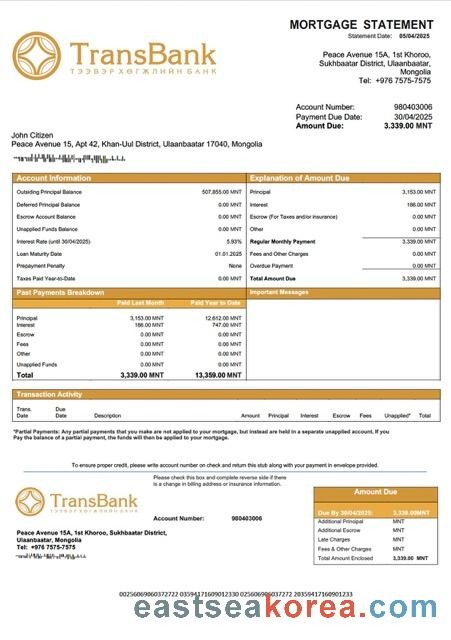 MORTGAGE STATEMENT
Statement Date: 05/04/2025
TransBank
ТЭЭВЭР ХӨГЖЛИЙН БАНК
Peace Avenue 15A, 1st Khoroo,
Sukhbaatar District, Ulaanbaatar,
Mongolia
Tel: +976 7575-7575
Account Number: 980403006
Payment Due Date: 30/04/2025
Amount Due: 3,339.00 MNT
John Citizen
Peace Avenue 15, Apt 42, Khan-Uul District, Ulaanbaatar 17040, Mongolia
Account Information
Outsiding Principal Balance 507,855.00 MNT
Deferred Principal Balance 0.00 MNT
Escrow Account Balance 0.00 MNT
Unapplied Funds Balance 0.00 MNT
Interest Rate (until 30/04/2025) 5.93%
Loan Maturity Date 01.01.2025
Prepayment Penalty None
Taxes Paid Year-to-Date 0.00 MNT
Explanation of Amount Due
Principal 3,153.00 MNT
Interest 186.00 MNT
Escrow (For Taxes and/or insurance) 0.00 MNT
Other 0.00 MNT
Regular Monthly Payment 3,339.00 MNT
Fees and Other Charges 0.00 MNT
Overdue Payment 0.00 MNT
Total Amount Due 3,339.00 MNT
Past Payments Breakdown
Paid Last Month Paid Year to Date
Principal 3,153.00 MNT 12,612.00 MNT
Interest 186.00 MNT 747.00 MNT
Escrow 0.00 MNT 0.00 MNT
Fees 0.00 MNT 0.00 MNT
Other 0.00 MNT 0.00 MNT
Unapplied Funds 0.00 MNT 0.00 MNT
Total 3,339.00 MNT 13,359.00 MNT
Important Messages
Transaction Activity
Trans. Date Due Date Description Amount Principal Interest Escrow Fees Unapplied* Total
*Partial Payments: Any partial payments that you make are not applied to your mortgage, but instead are held in a separate unapplied account. If you
Pay the balance of a partial payment, the funds will then be applied to your mortgage.
To ensure proper credit, please write account number on check and return this stub along with your payment in envelope provided.
Please check this box and complete reverse side if there
is a change in billing address or insurance information.
TransBank
ТЭЭВЭР ХӨГЖЛИЙН БАНК
Account Number: 980403006
Peace Avenue 15A, 1st Khoroo, Sukhbaatar District,
Ulaanbaatar, Mongolia
Tel: +976 7575-7575
Amount Due
Due By 30/04/2025: 3,339.00MNT
Additional Principal MNT
Additional Escrow MNT
Late Charges MNT
Fees & Other Charges MNT
Total Amount Enclosed 3,339.00 MNT
eastseakorea.com